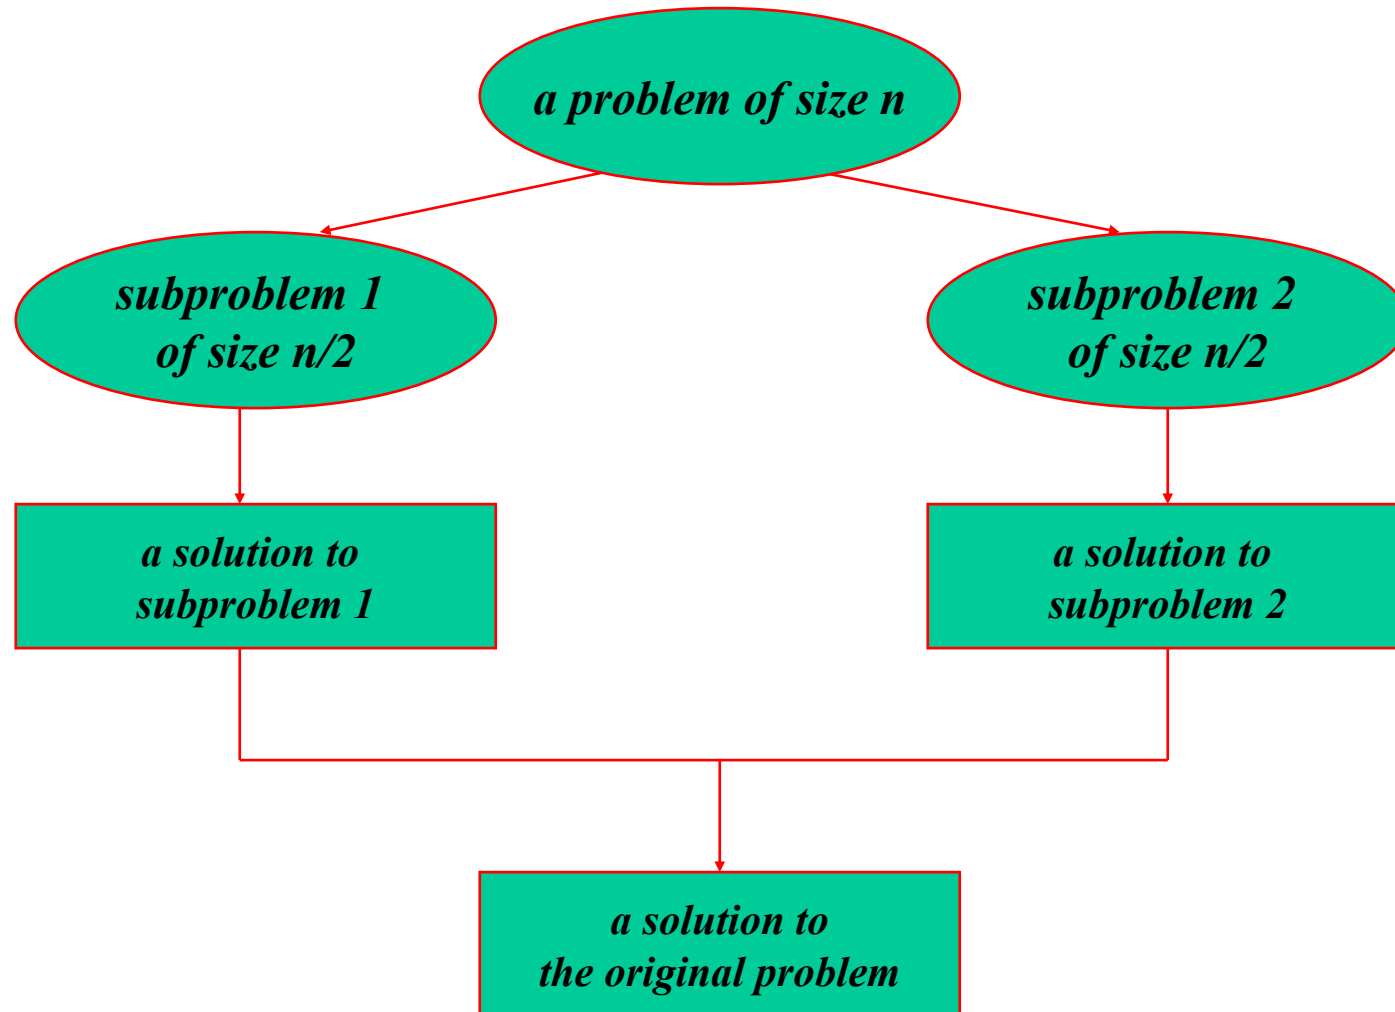 a problem of size n
subproblem 1
of size n/2
subproblem 2
of size n/2
a solution to
subproblem 1
a solution to
subproblem 2
a solution to
the original problem